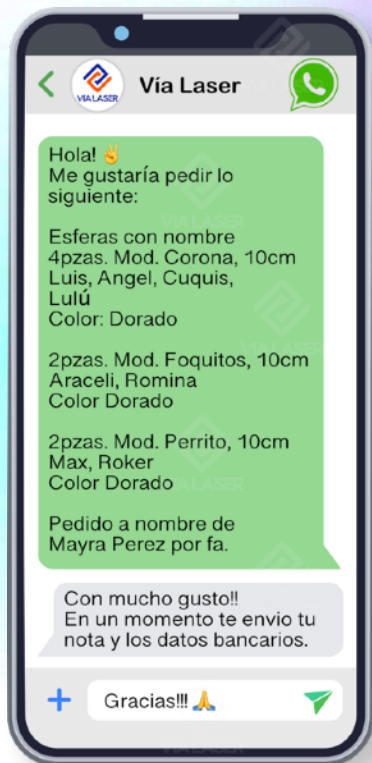 VIA LASER
Vía Laser
Hola! ✌️
Me gustaría pedir lo
siguiente:
Esferas con nombre
4pzas. Mod. Corona, 10cm
Luis, Angel, Cuquis,
Lulú
Color: Dorado
2pzas. Mod. Foquitos, 10cm
Araceli, Romina
Color Dorado
2pzas. Mod. Perrito, 10cm
Max, Roker
Color Dorado
Pedido a nombre de
Mayra Perez por fa.
Con mucho gusto!!
En un momento te envio tu
nota y los datos bancarios.
Gracias!!! 🙏